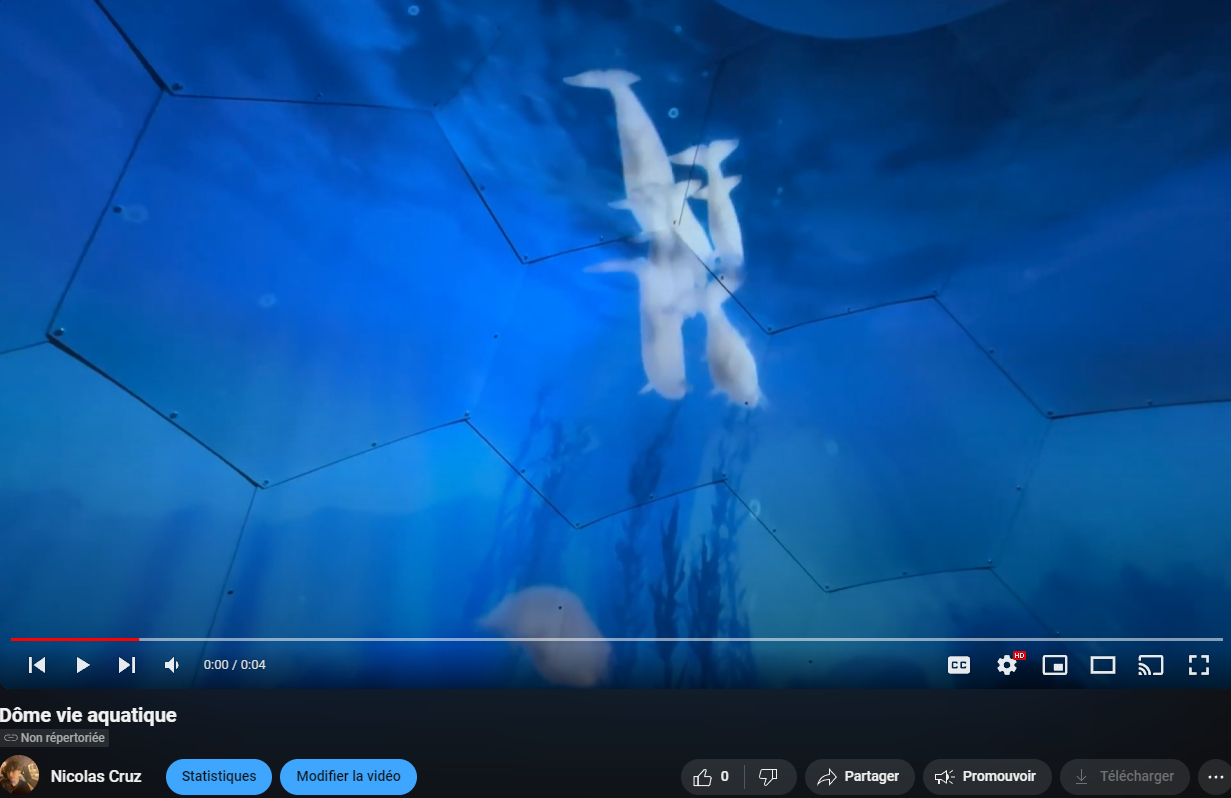 0:00 / 0:04
CC
HD
Dôme vie aquatique
Non répertoriée
Nicolas Cruz
Statistiques
Modifier la vidéo
0
Partager
Promouvoir
Télécharger